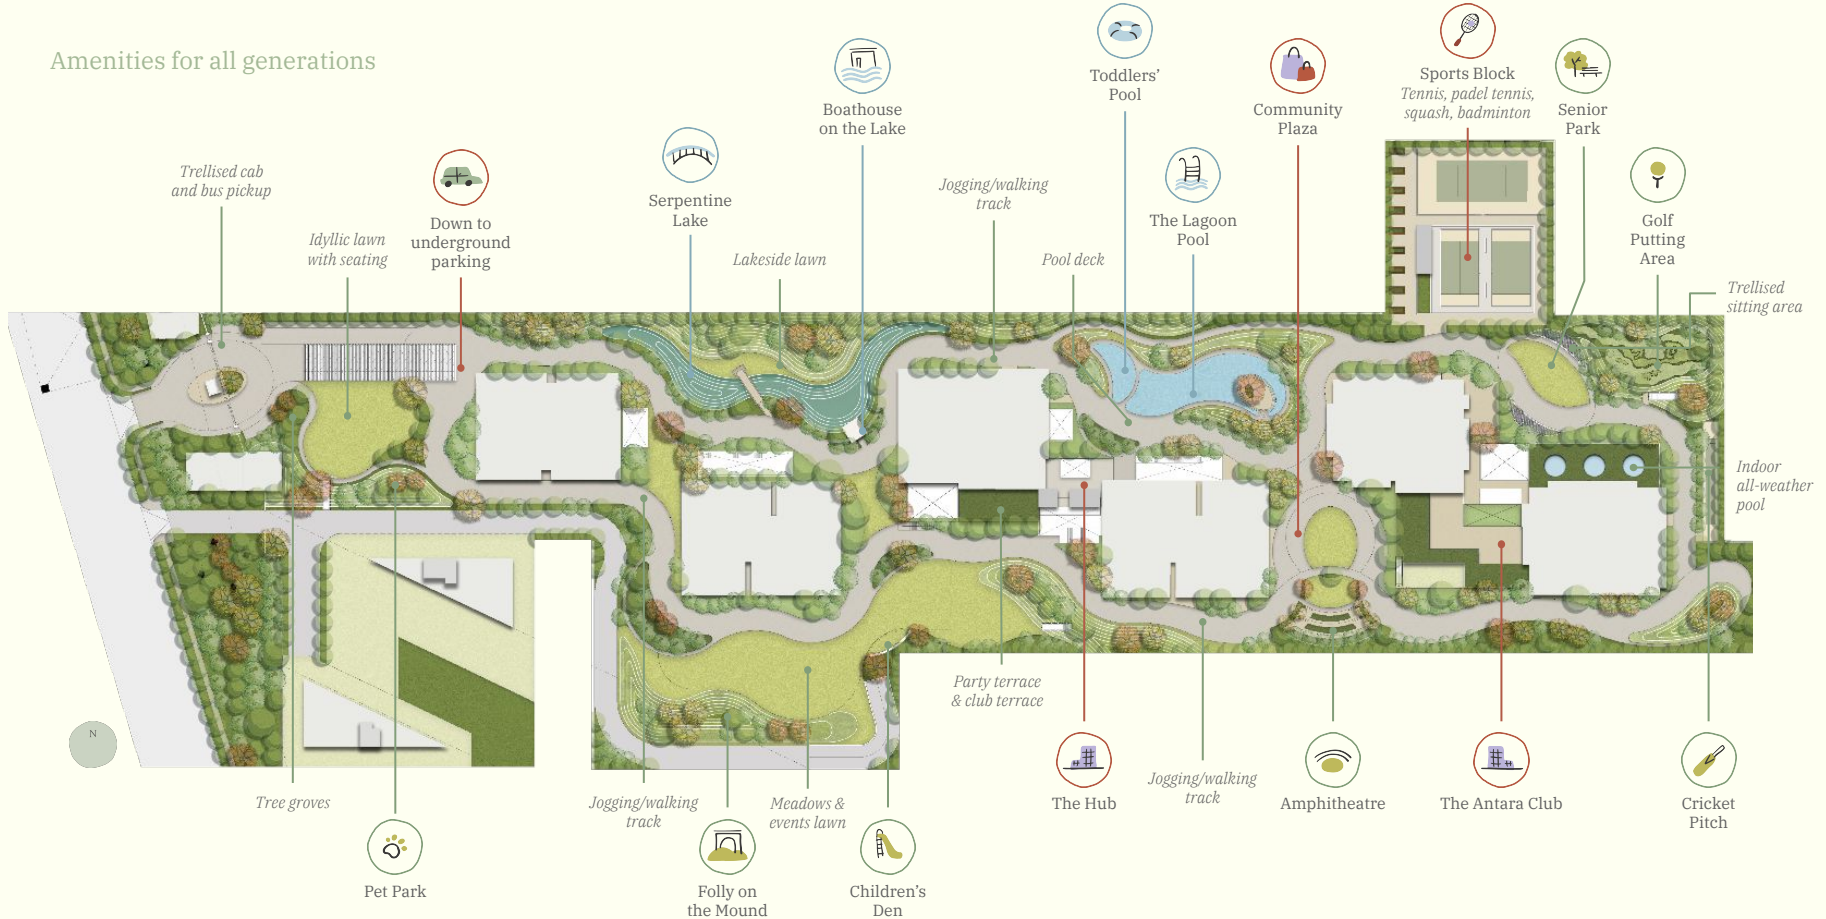 Amenities for all generations
Trellised cab
and bus pickup
Idyllic lawn
with seating
Down to
underground
parking
Serpentine
Lake
Lakeside lawn
Boathouse
on the Lake
Jogging/walking
track
Pool deck
Toddlers’
Pool
The Lagoon
Pool
Community
Plaza
Sports Block
Tennis, padel tennis,
squash, badminton
Senior
Park
Golf
Putting
Area
Trellised
sitting area
Indoor
all-weather
pool
N
Tree groves
Pet Park
Jogging/walking
track
Folly on
the Mound
Meadows &
events lawn
Children’s
Den
Party terrace
& club terrace
The Hub
Jogging/walking
track
Amphitheatre
The Antara Club
Cricket
Pitch